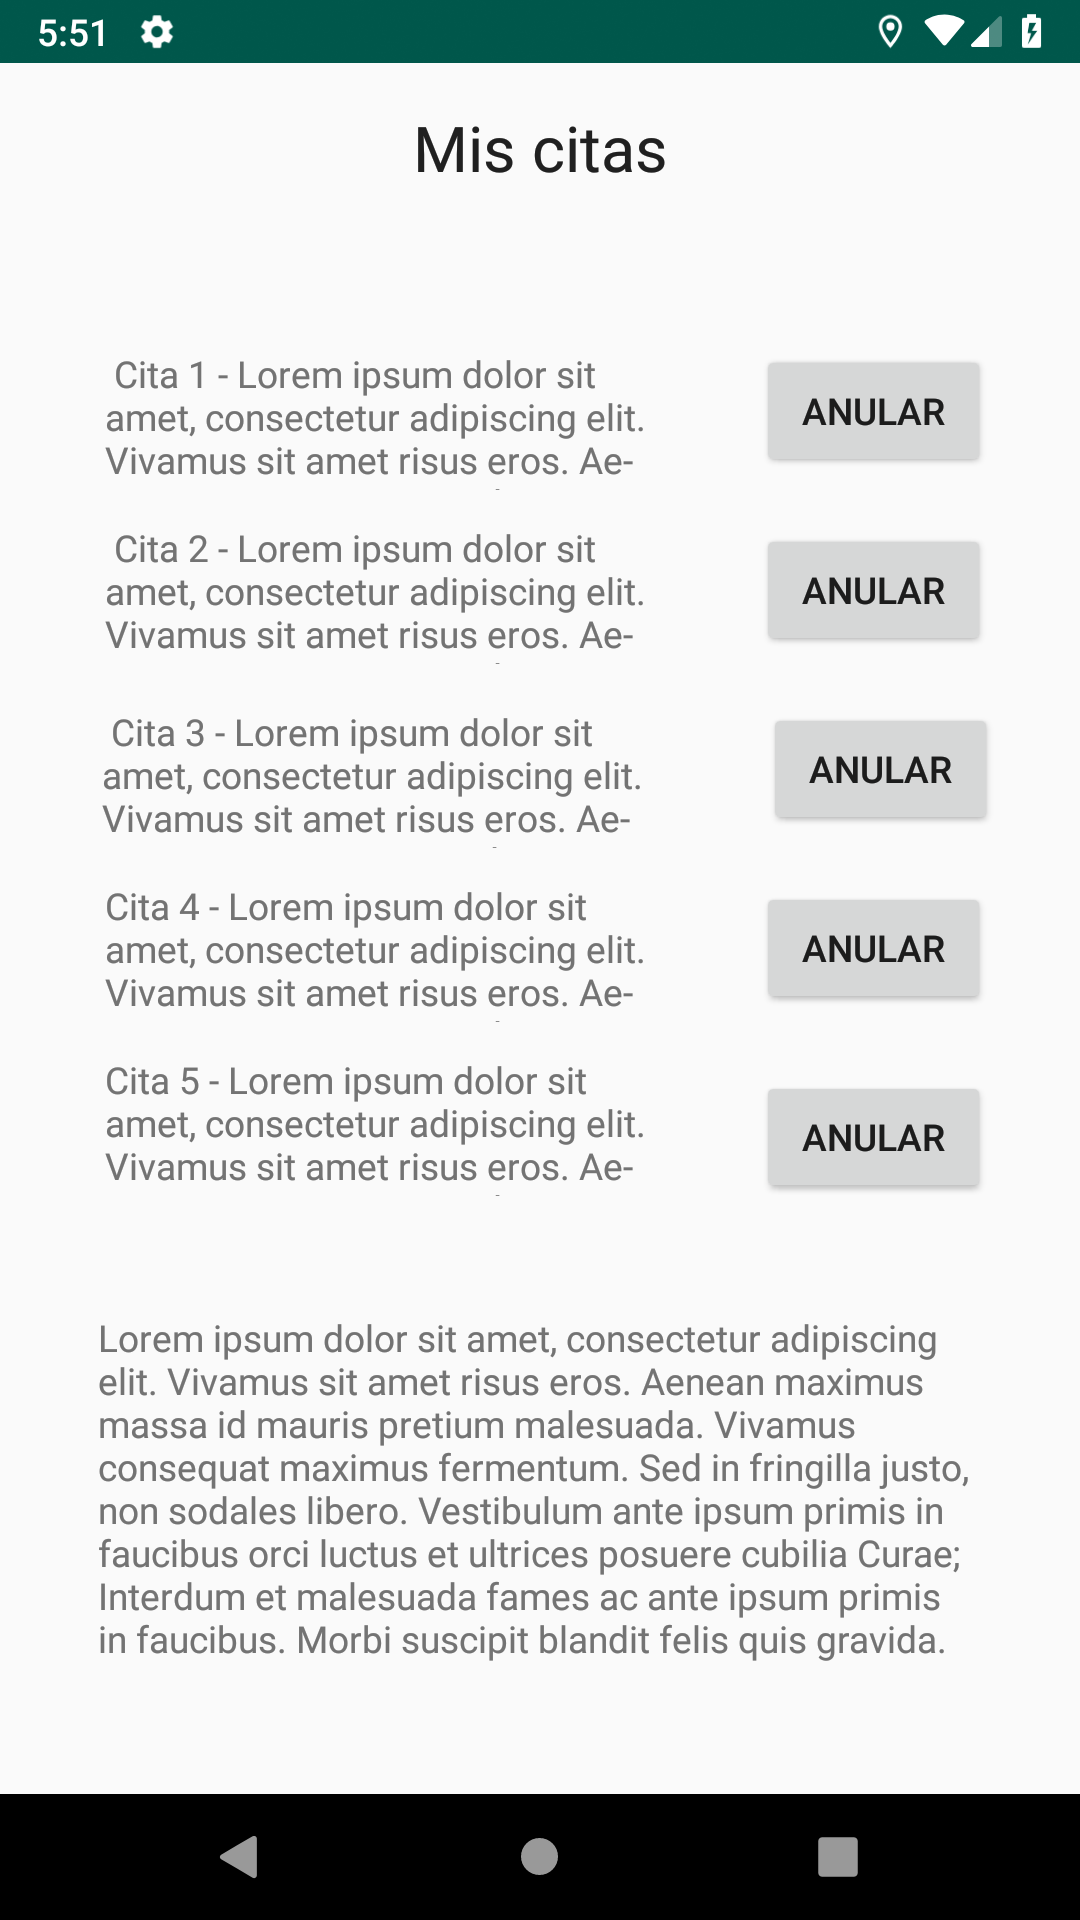 5:51
Mis citas
Cita 1 - Lorem ipsum dolor sit
amet, consectetur adipiscing elit.
Vivamus sit amet risus eros. Ae-
ANULAR
Cita 2 - Lorem ipsum dolor sit
amet, consectetur adipiscing elit.
Vivamus sit amet risus eros. Ae-
ANULAR
Cita 3 - Lorem ipsum dolor sit
amet, consectetur adipiscing elit.
Vivamus sit amet risus eros. Ae-
ANULAR
Cita 4 - Lorem ipsum dolor sit
amet, consectetur adipiscing elit.
Vivamus sit amet risus eros. Ae-
ANULAR
Cita 5 - Lorem ipsum dolor sit
amet, consectetur adipiscing elit.
Vivamus sit amet risus eros. Ae-
ANULAR
Lorem ipsum dolor sit amet, consectetur adipiscing
elit. Vivamus sit amet risus eros. Aenean maximus
massa id mauris pretium malesuada. Vivamus
consequat maximus fermentum. Sed in fringilla justo,
non sodales libero. Vestibulum ante ipsum primis in
faucibus orci luctus et ultrices posuere cubilia Curae;
Interdum et malesuada fames ac ante ipsum primis
in faucibus. Morbi suscipit blandit felis quis gravida.